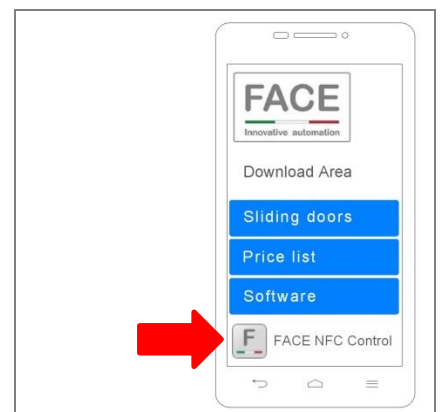 FACE
Innovative automation
Download Area
Sliding doors
Price list
Software
F
FACE NFC Control